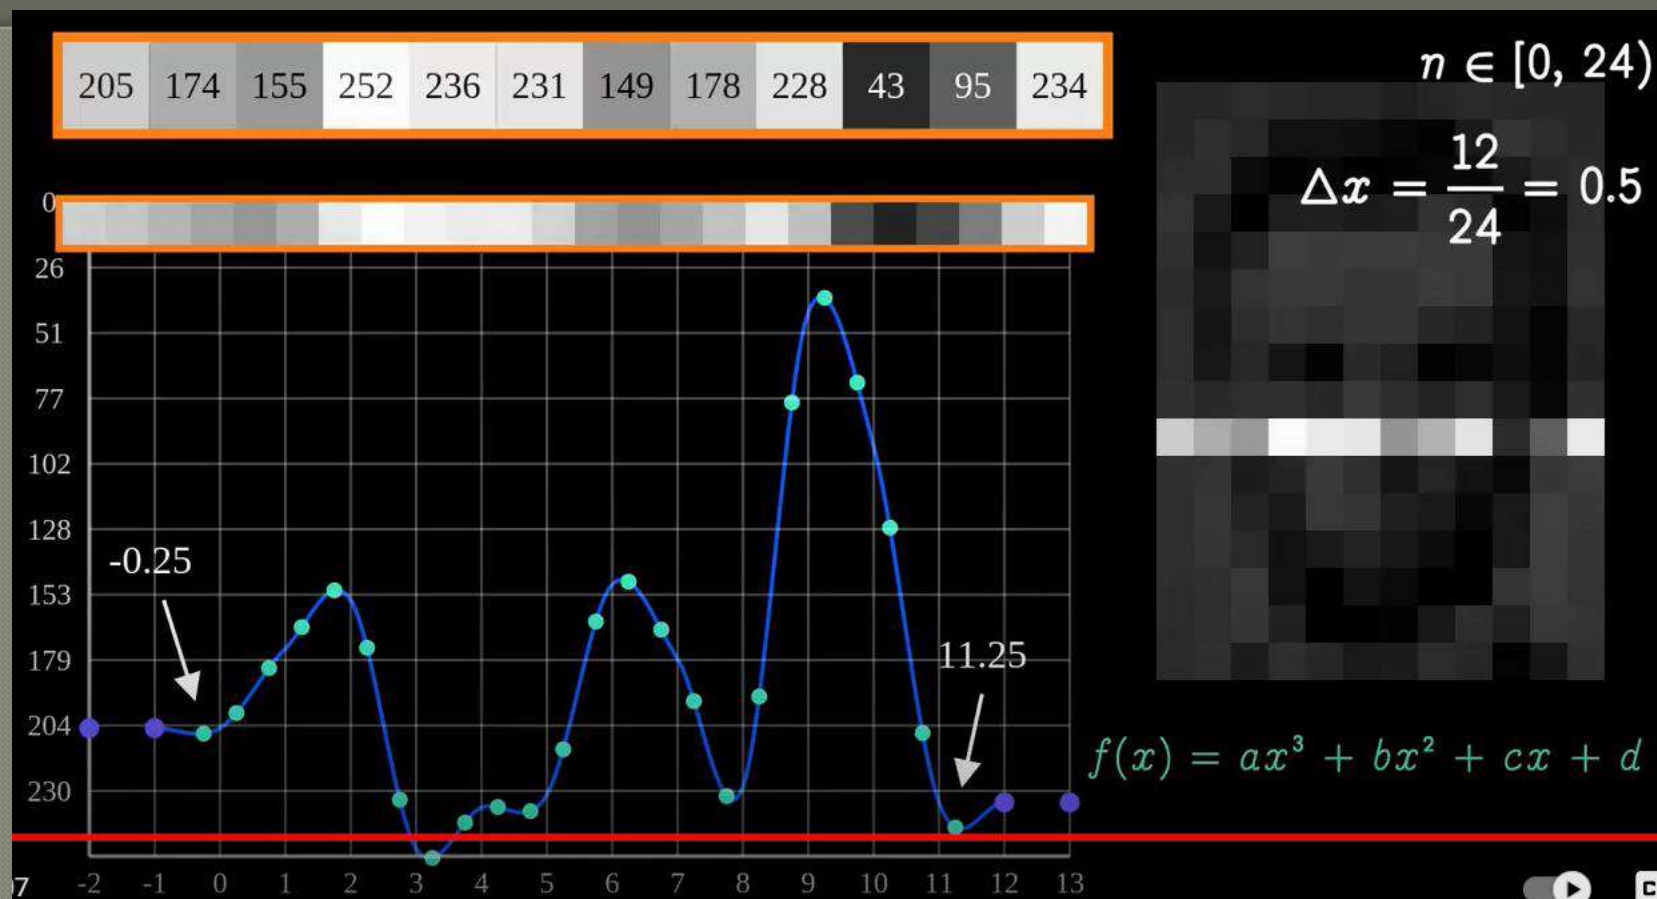 205 174 155 252 236 231 149 178 228 43 95 234
n ∈ [0, 24)
Δx = 12/24 = 0.5
0
26
51
77
102
128
153
179
204
230
-0.25
11.25
f(x) = ax³ + bx² + cx + d
-2 -1 0 1 2 3 4 5 6 7 8 9 10 11 12 13